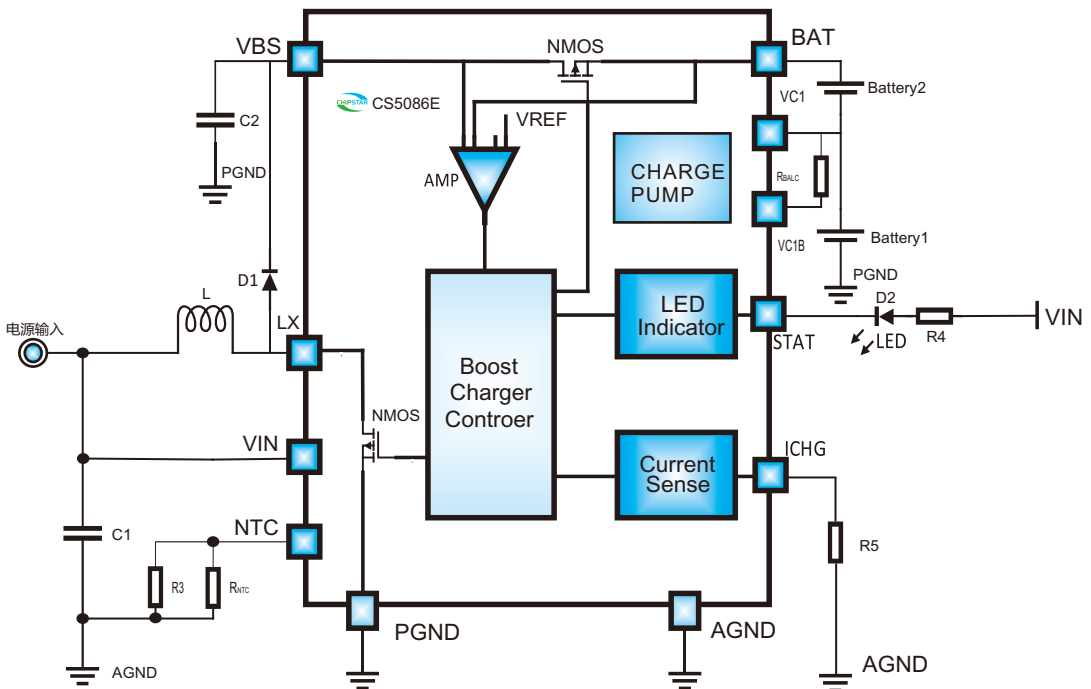 VBS
NMOS
BAT
C2
CHIPSTAR
CS5086E
VREF
VC1
Battery2
PGND
AMP
CHARGE
PUMP
RBALC
VC1B
Battery1
D1
PGND
L
LX
电源输入
LED
Indicator
D2
STAT
LED
R4
VIN
Boost
Charger
Controer
NMOS
VIN
Current
Sense
ICHG
C1
NTC
R3
RNTC
R5
PGND
AGND
AGND
AGND